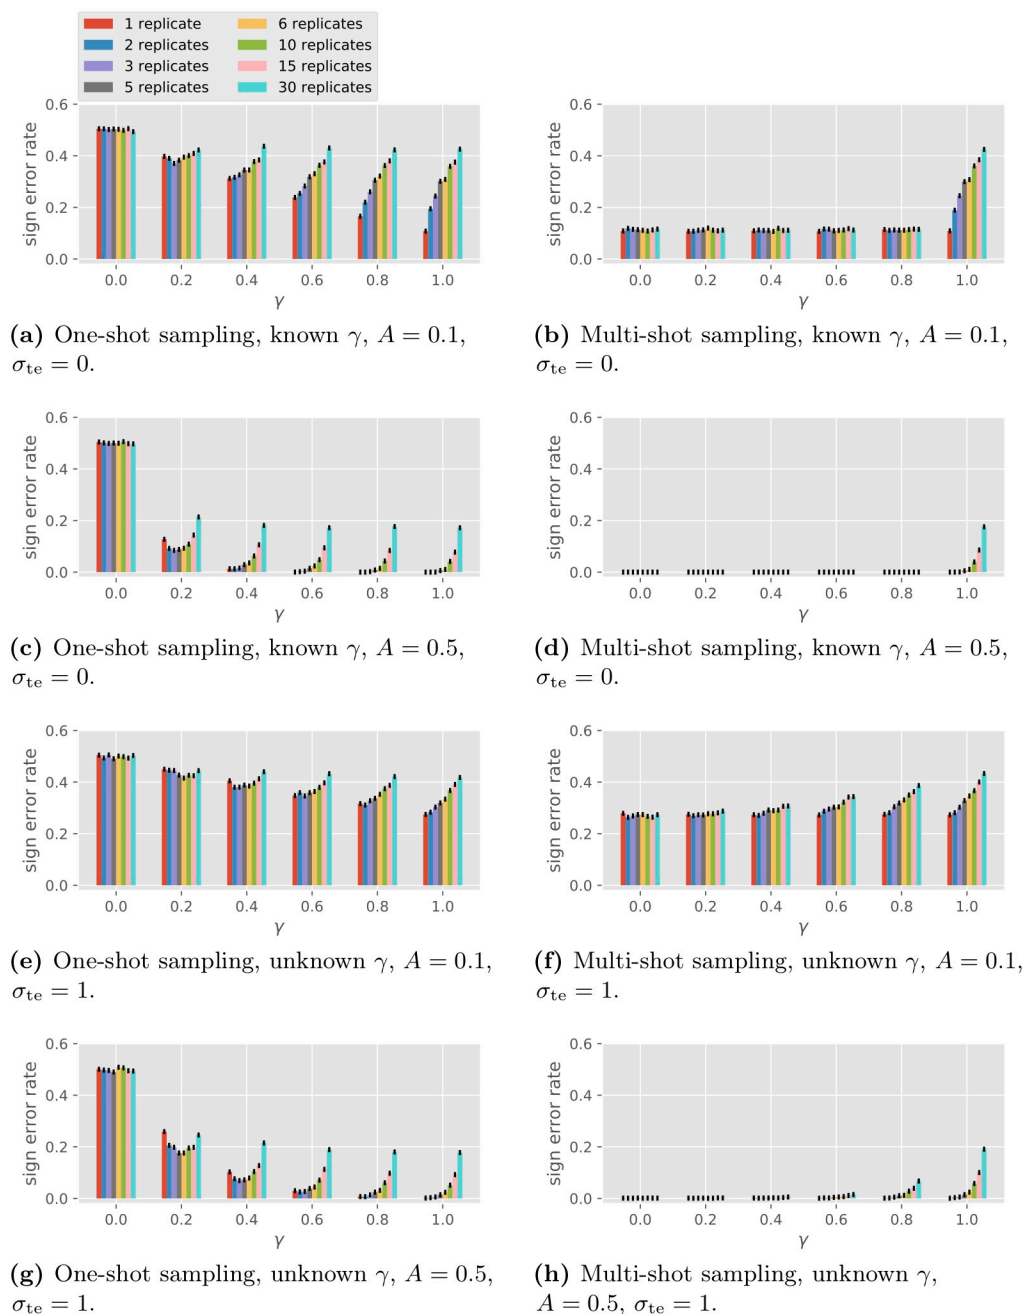 1 replicate
2 replicates
3 replicates
5 replicates
6 replicates
10 replicates
15 replicates
30 replicates
0.6
0.4
0.2
0.0
sign error rate
0.0 0.2 0.4 0.6 0.8 1.0
γ
(a) One-shot sampling, known γ, A = 0.1,
σte = 0.
0.6
0.4
0.2
0.0
sign error rate
0.0 0.2 0.4 0.6 0.8 1.0
γ
(b) Multi-shot sampling, known γ, A = 0.1,
σte = 0.
0.6
0.4
0.2
0.0
sign error rate
0.0 0.2 0.4 0.6 0.8 1.0
γ
(c) One-shot sampling, known γ, A = 0.5,
σte = 0.
0.6
0.4
0.2
0.0
sign error rate
0.0 0.2 0.4 0.6 0.8 1.0
γ
(d) Multi-shot sampling, known γ, A = 0.5,
σte = 0.
0.6
0.4
0.2
0.0
sign error rate
0.0 0.2 0.4 0.6 0.8 1.0
γ
(e) One-shot sampling, unknown γ, A = 0.1,
σte = 1.
0.6
0.4
0.2
0.0
sign error rate
0.0 0.2 0.4 0.6 0.8 1.0
γ
(f) Multi-shot sampling, unknown γ, A = 0.1,
σte = 1.
0.6
0.4
0.2
0.0
sign error rate
0.0 0.2 0.4 0.6 0.8 1.0
γ
(g) One-shot sampling, unknown γ, A = 0.5,
σte = 1.
0.6
0.4
0.2
0.0
sign error rate
0.0 0.2 0.4 0.6 0.8 1.0
γ
(h) Multi-shot sampling, unknown γ,
A = 0.5, σte = 1.